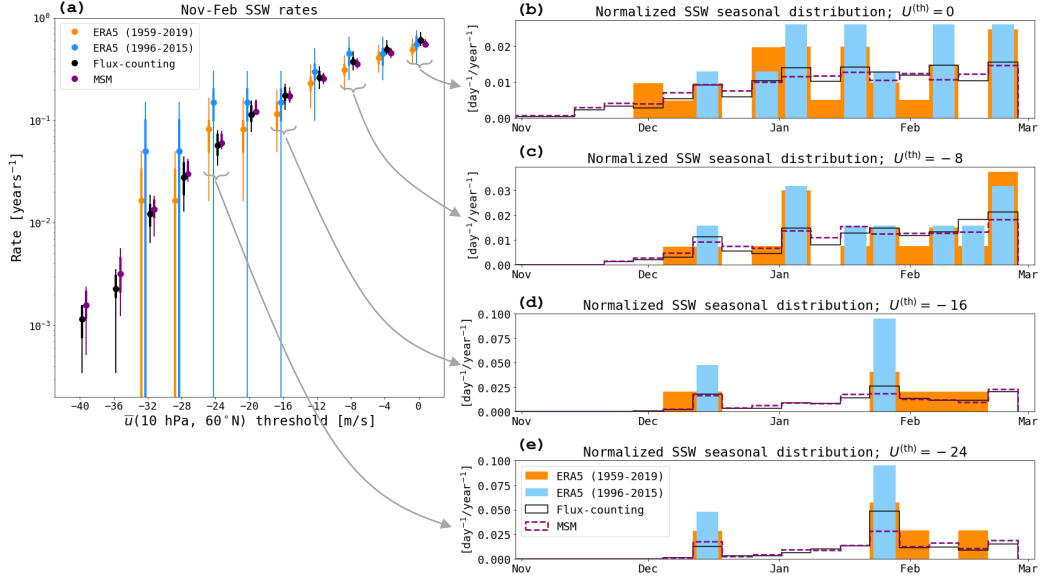 (a)
Nov-Feb SSW rates
ERA5 (1959-2019)
ERA5 (1996-2015)
Flux-counting
MSM
Rate [years⁻¹]
10⁰
10⁻¹
10⁻²
10⁻³
−40 −36 −32 −28 −24 −20 −16 −12 −8 −4 0
u̅(10 hPa, 60°N) threshold [m/s]
(b)
Normalized SSW seasonal distribution; U⁽ᵗʰ⁾ = 0
[day⁻¹/year⁻¹]
0.02
0.01
0.00
Nov Dec Jan Feb Mar
(c)
Normalized SSW seasonal distribution; U⁽ᵗʰ⁾ = −8
[day⁻¹/year⁻¹]
0.03
0.02
0.01
0.00
Nov Dec Jan Feb Mar
(d)
Normalized SSW seasonal distribution; U⁽ᵗʰ⁾ = −16
[day⁻¹/year⁻¹]
0.100
0.075
0.050
0.025
0.000
Nov Dec Jan Feb Mar
(e)
Normalized SSW seasonal distribution; U⁽ᵗʰ⁾ = −24
[day⁻¹/year⁻¹]
0.100
0.075
0.050
0.025
0.000
ERA5 (1959-2019)
ERA5 (1996-2015)
Flux-counting
MSM
Nov Dec Jan Feb Mar